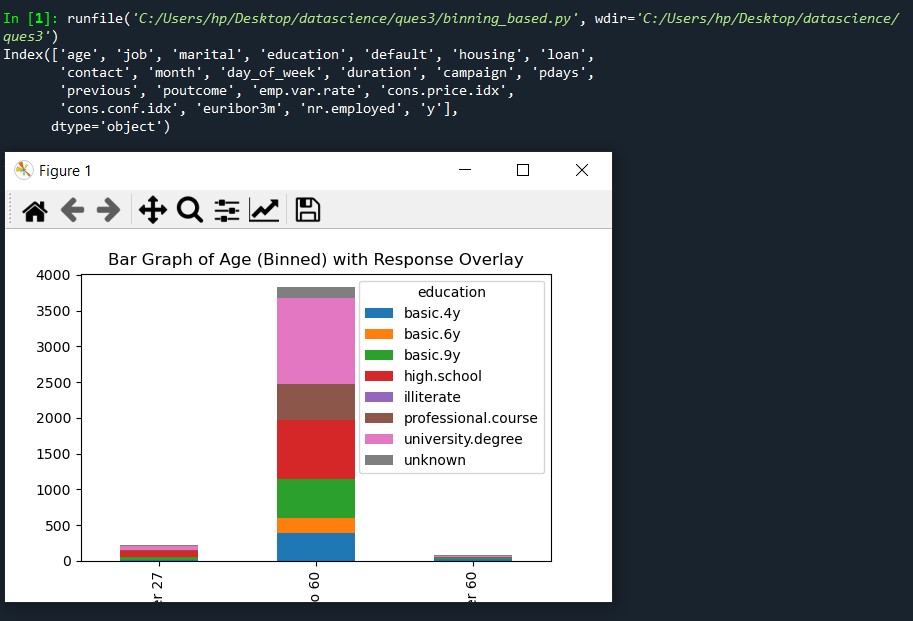 In [1]: runfile('C:/Users/hp/Desktop/datascience/ques3/binning_based.py', wdir='C:/Users/hp/Desktop/datascience/
ques3')
Index(['age', 'job', 'marital', 'education', 'default', 'housing', 'loan',
'contact', 'month', 'day_of_week', 'duration', 'campaign', 'pdays',
'previous', 'poutcome', 'emp.var.rate', 'cons.price.idx',
'cons.conf.idx', 'euribor3m', 'nr.employed', 'y'],
dtype='object')
Figure 1
Bar Graph of Age (Binned) with Response Overlay
4000
3500
3000
2500
2000
1500
1000
500
0
education
basic.4y
basic.6y
basic.9y
high.school
illiterate
professional.course
university.degree
unknown
er 27
o 60
er 60